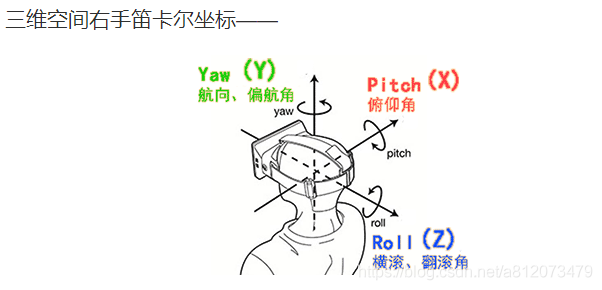 三维空间右手笛卡尔坐标——
Yaw (Y)
航向、偏航角
yaw
Pitch(X)
俯仰角
pitch
roll
Roll(Z)
横滚、翻滚角
https://blog.csdn.net/a812073479